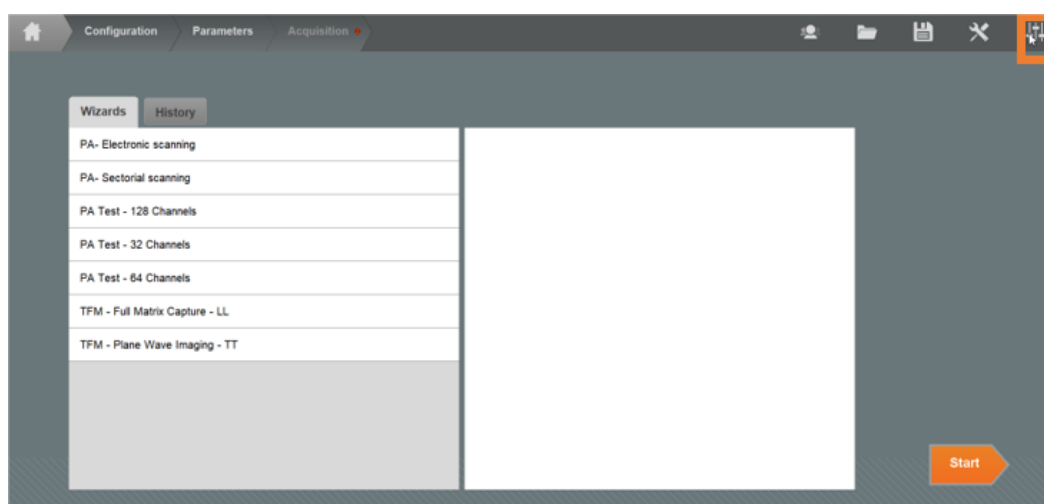 Configuration Parameters Acquisition
Wizards History
PA- Electronic scanning
PA- Sectorial scanning
PA Test - 128 Channels
PA Test - 32 Channels
PA Test - 64 Channels
TFM - Full Matrix Capture - LL
TFM - Plane Wave Imaging - TT
Start